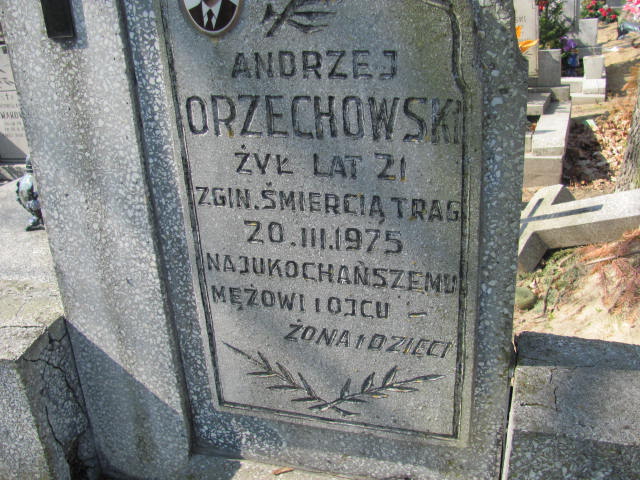 ANDRZEJ
ORZECHOWSKI
ŻYŁ LAT 21
ZGIN. ŚMIERCIĄ TRAG
20.III.1975
NAJUKOCHAŃSZEMU
MĘŻOWI I OJCU –
ŻONA I DZIECI